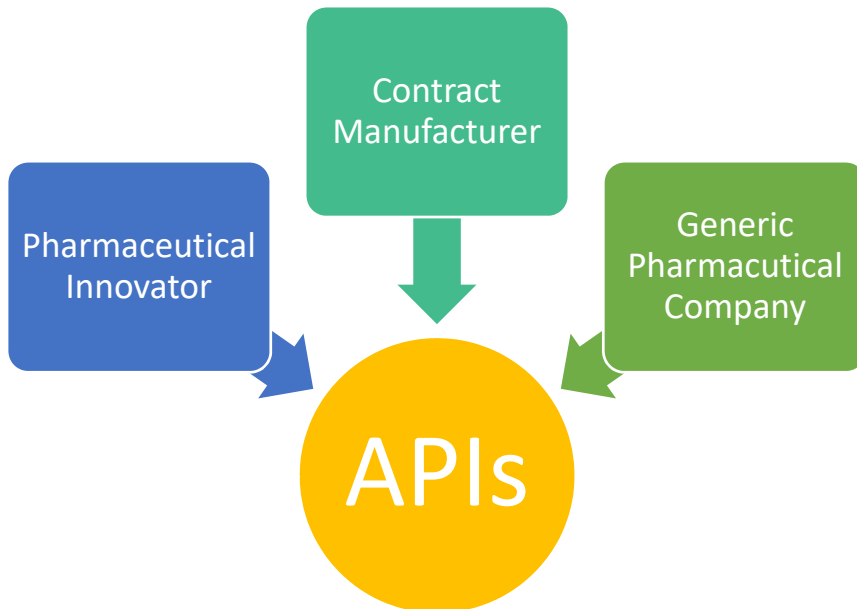 Contract
Manufacturer
Pharmaceutical
Innovator
Generic
Pharmacutical
Company
APIs